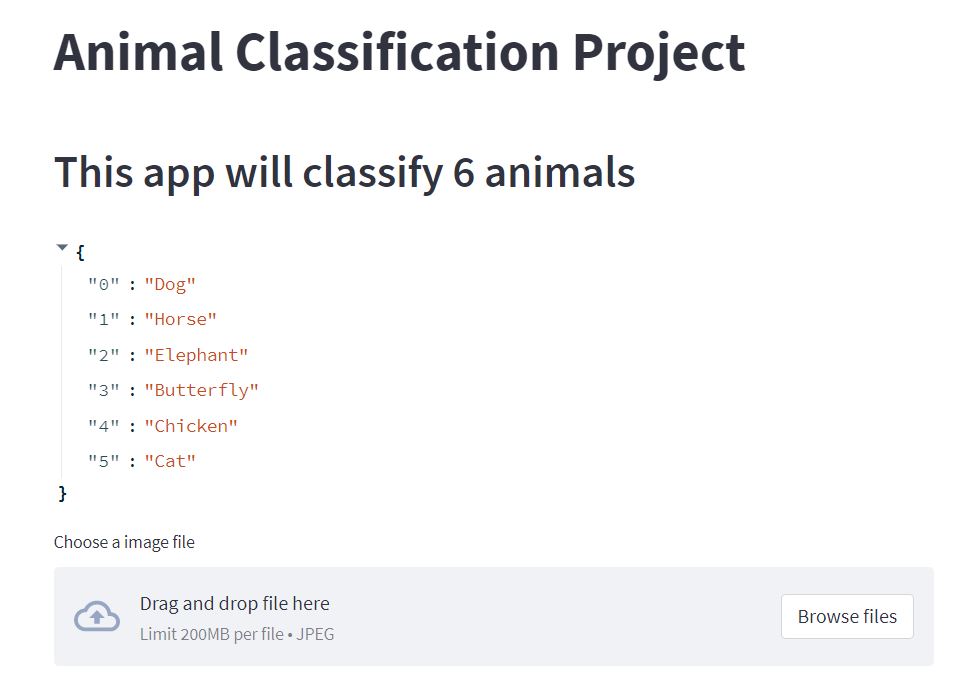 Animal Classification Project
This app will classify 6 animals
{
"0" : "Dog"
"1" : "Horse"
"2" : "Elephant"
"3" : "Butterfly"
"4" : "Chicken"
"5" : "Cat"
}
Choose a image file
Drag and drop file here
Limit 200MB per file • JPEG
Browse files